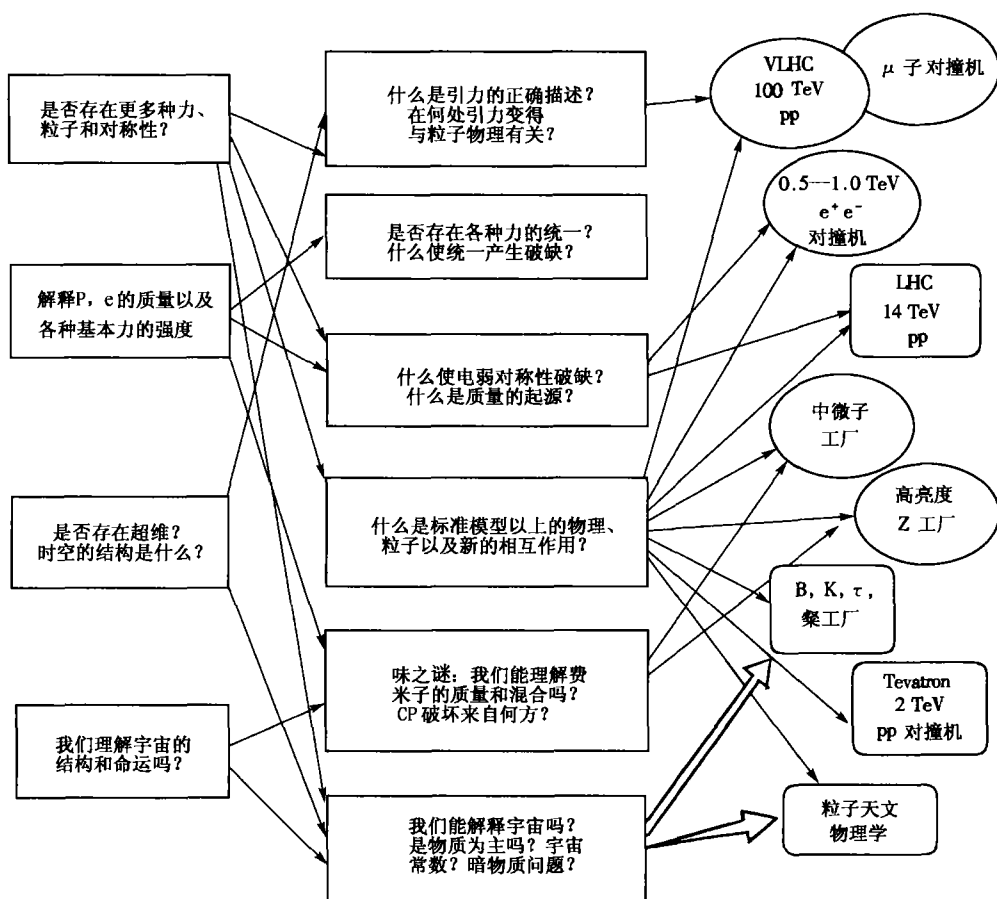 是否存在更多种力、
粒子和对称性？
解释P，e的质量以及
各种基本力的强度
是否存在超维？
时空的结构是什么？
我们理解宇宙的
结构和命运吗？
什么是引力的正确描述？
在何处引力变得
与粒子物理有关？
是否存在各种力的统一？
什么使统一产生破缺？
什么使电弱对称性破缺？
什么是质量的起源？
什么是标准模型以上的物理、
粒子以及新的相互作用？
味之谜：我们能理解费
米子的质量和混合吗？
CP破坏来自何方？
我们能解释宇宙吗？
是物质为主吗？宇宙
常数？暗物质问题？
VLHC
100 TeV
pp
μ 子对撞机
0.5—1.0 TeV
e⁺ e⁻
对撞机
LHC
14 TeV
pp
中微子
工厂
高亮度
Z 工厂
B, K, τ,
粲工厂
Tevatron
2 TeV
pp 对撞机
粒子天文
物理学